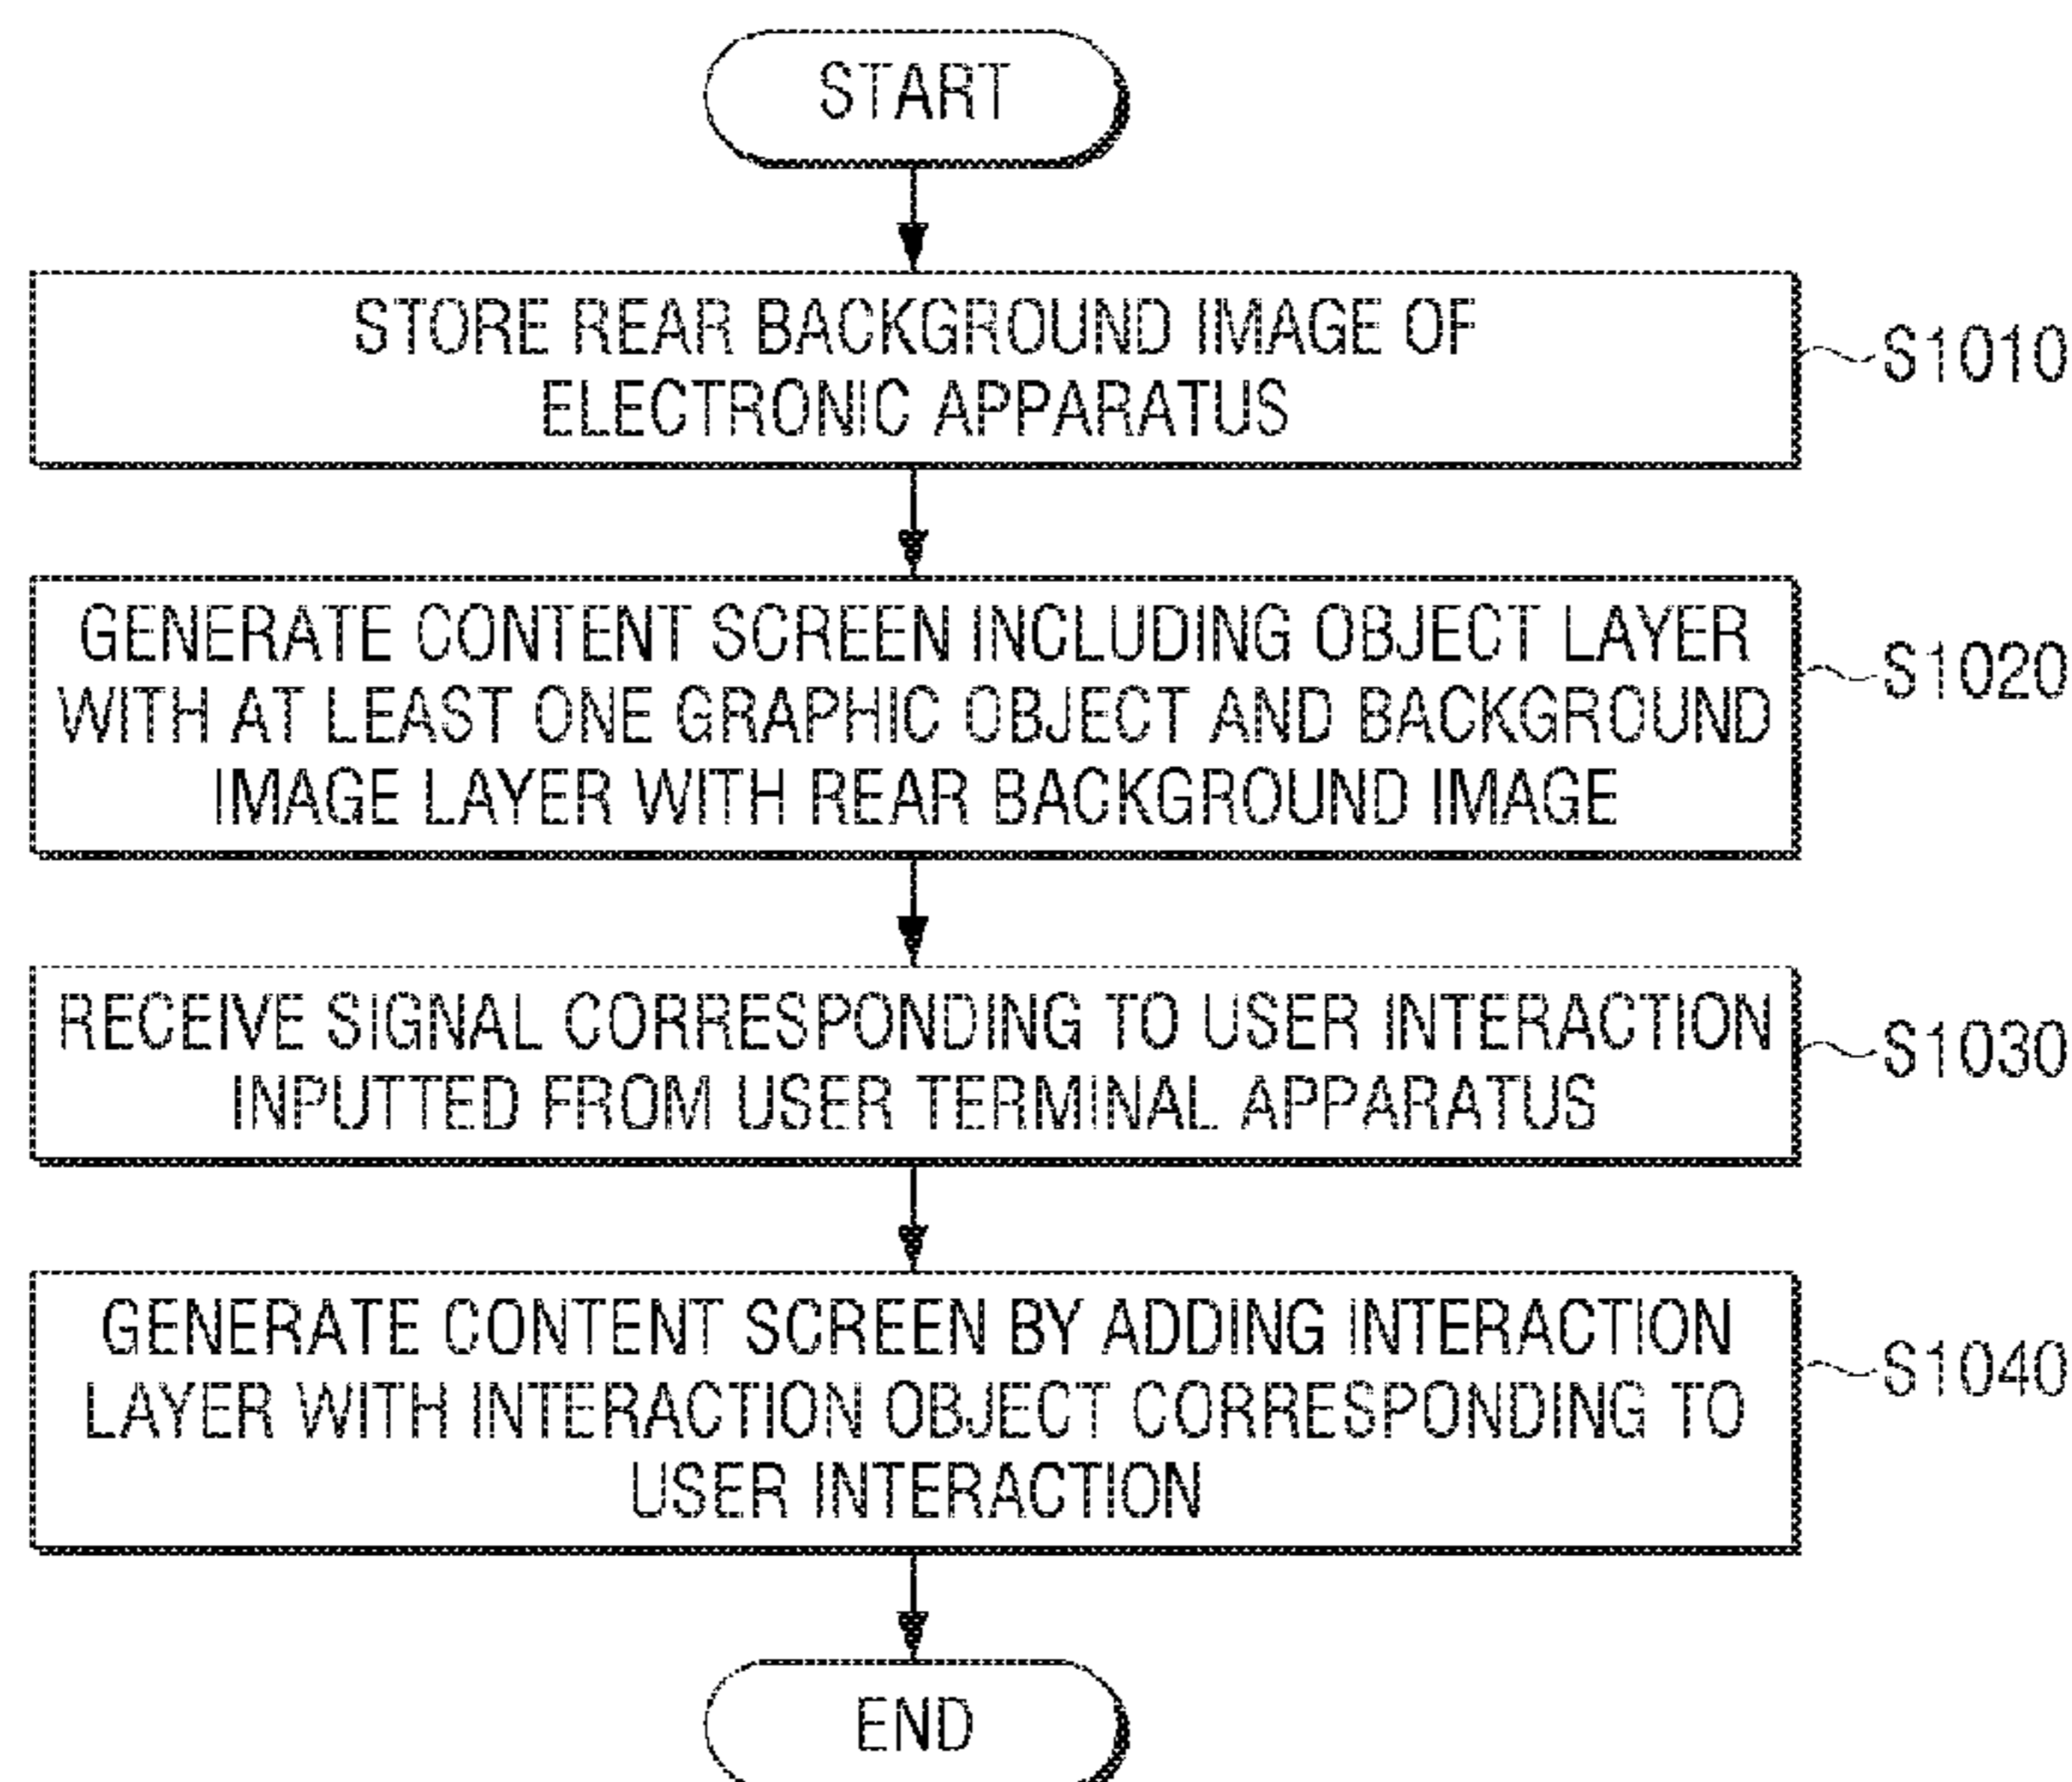 START
STORE REAR BACKGROUND IMAGE OF
ELECTRONIC APPARATUS
S1010
GENERATE CONTENT SCREEN INCLUDING OBJECT LAYER
WITH AT LEAST ONE GRAPHIC OBJECT AND BACKGROUND
IMAGE LAYER WITH REAR BACKGROUND IMAGE
S1020
RECEIVE SIGNAL CORRESPONDING TO USER INTERACTION
INPUTTED FROM USER TERMINAL APPARATUS
S1030
GENERATE CONTENT SCREEN BY ADDING INTERACTION
LAYER WITH INTERACTION OBJECT CORRESPONDING TO
USER INTERACTION
S1040
END